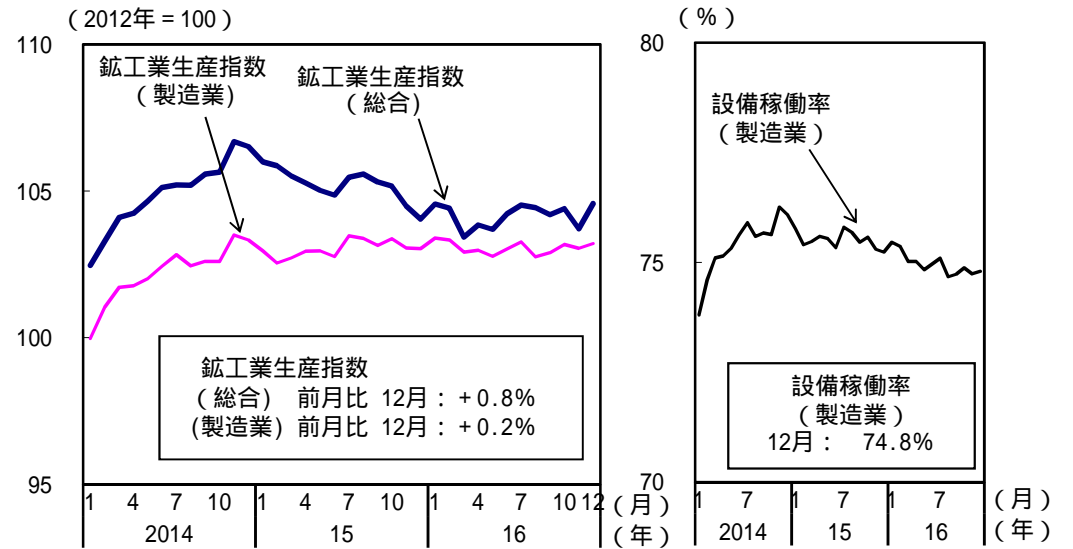 （2012年＝100）
110
105
100
95
鉱工業生産指数
（製造業）
鉱工業生産指数
（総合）
鉱工業生産指数
（総合） 前月比 12月：+0.8%
(製造業) 前月比 12月：+0.2%
1 4 7 10 1 4 7 10 1 4 7 10 12 （月）
2014 15 16 （年）
（％）
80
75
70
設備稼働率
（製造業）
設備稼働率
（製造業）
12月： 74.8%
1 7 1 7 1 7 （月）
2014 15 16 （年）